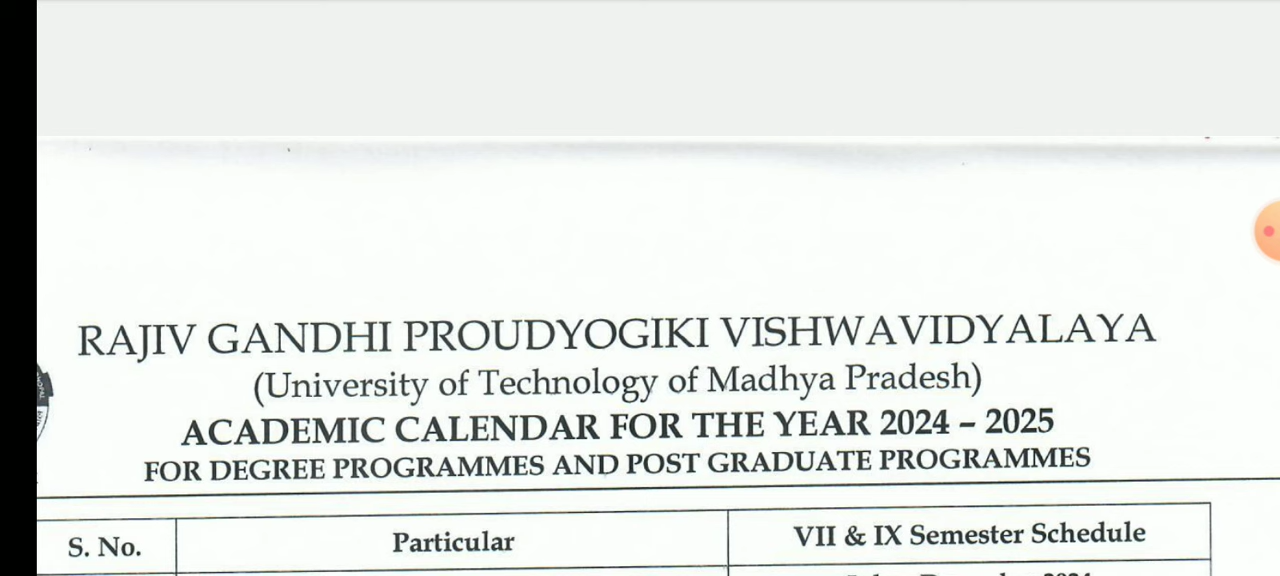 RAJIV GANDHI PROUDYOGIKI VISHWAVIDYALAYA
(University of Technology of Madhya Pradesh)
ACADEMIC CALENDAR FOR THE YEAR 2024 – 2025
FOR DEGREE PROGRAMMES AND POST GRADUATE PROGRAMMES
S. No. Particular VII & IX Semester Schedule